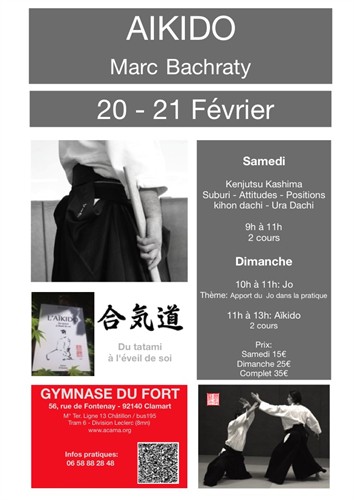 AIKIDO
Marc Bachraty
20 - 21 Février
Samedi
Kenjutsu Kashima
Suburi - Attitudes - Positions
kihon dachi - Ura Dachi
9h à 11h
2 cours
Dimanche
10h à 11h: Jo
Thème: Apport du Jo dans la pratique
11h à 13h: Aïkido
2 cours
Prix:
Samedi 15€
Dimanche 25€
Complet 35€
L'AÏKIDO
合気道
Du tatami
à l'éveil de soi
GYMNASE DU FORT
56, rue de Fontenay - 92140 Clamart
M° Ter, Ligne 13 Châtillon / bus195
Tram 6 - Division Leclerc (8mn)
www.acama.org
Infos pratiques:
06 58 88 28 48